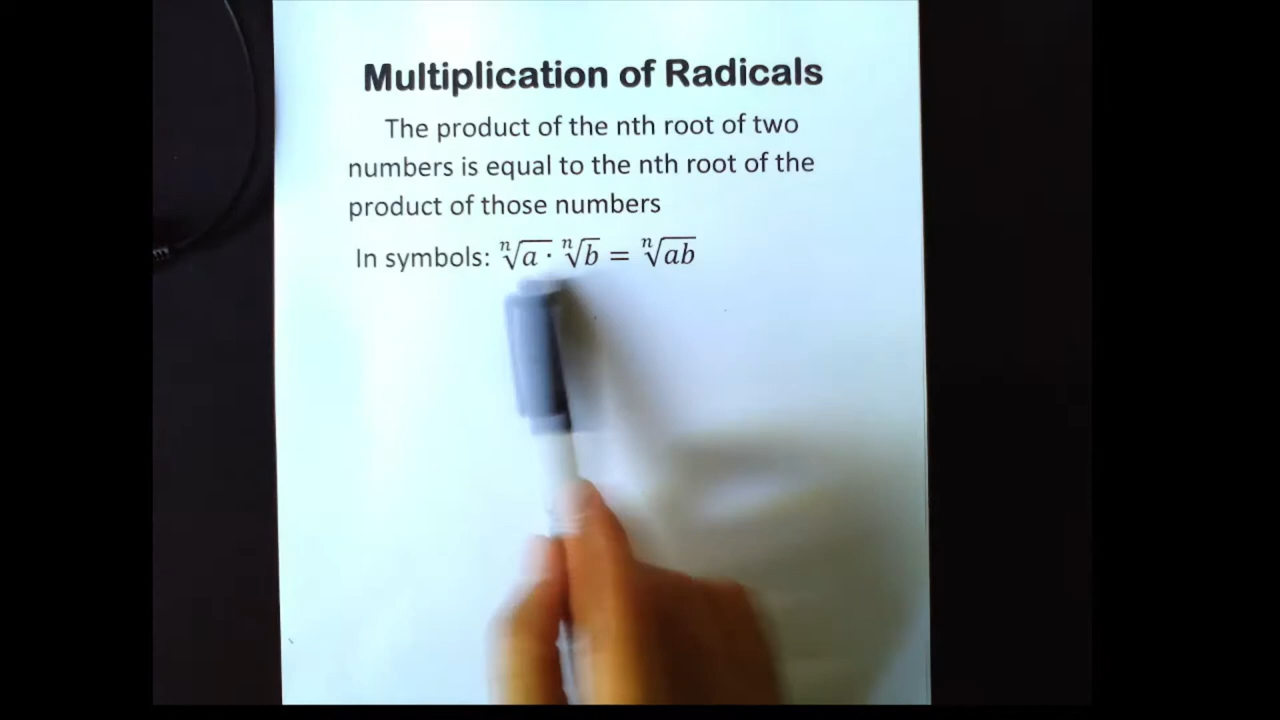 Multiplication of Radicals
The product of the nth root of two
numbers is equal to the nth root of the
product of those numbers
In symbols: ⁿ√a · ⁿ√b = ⁿ√ab